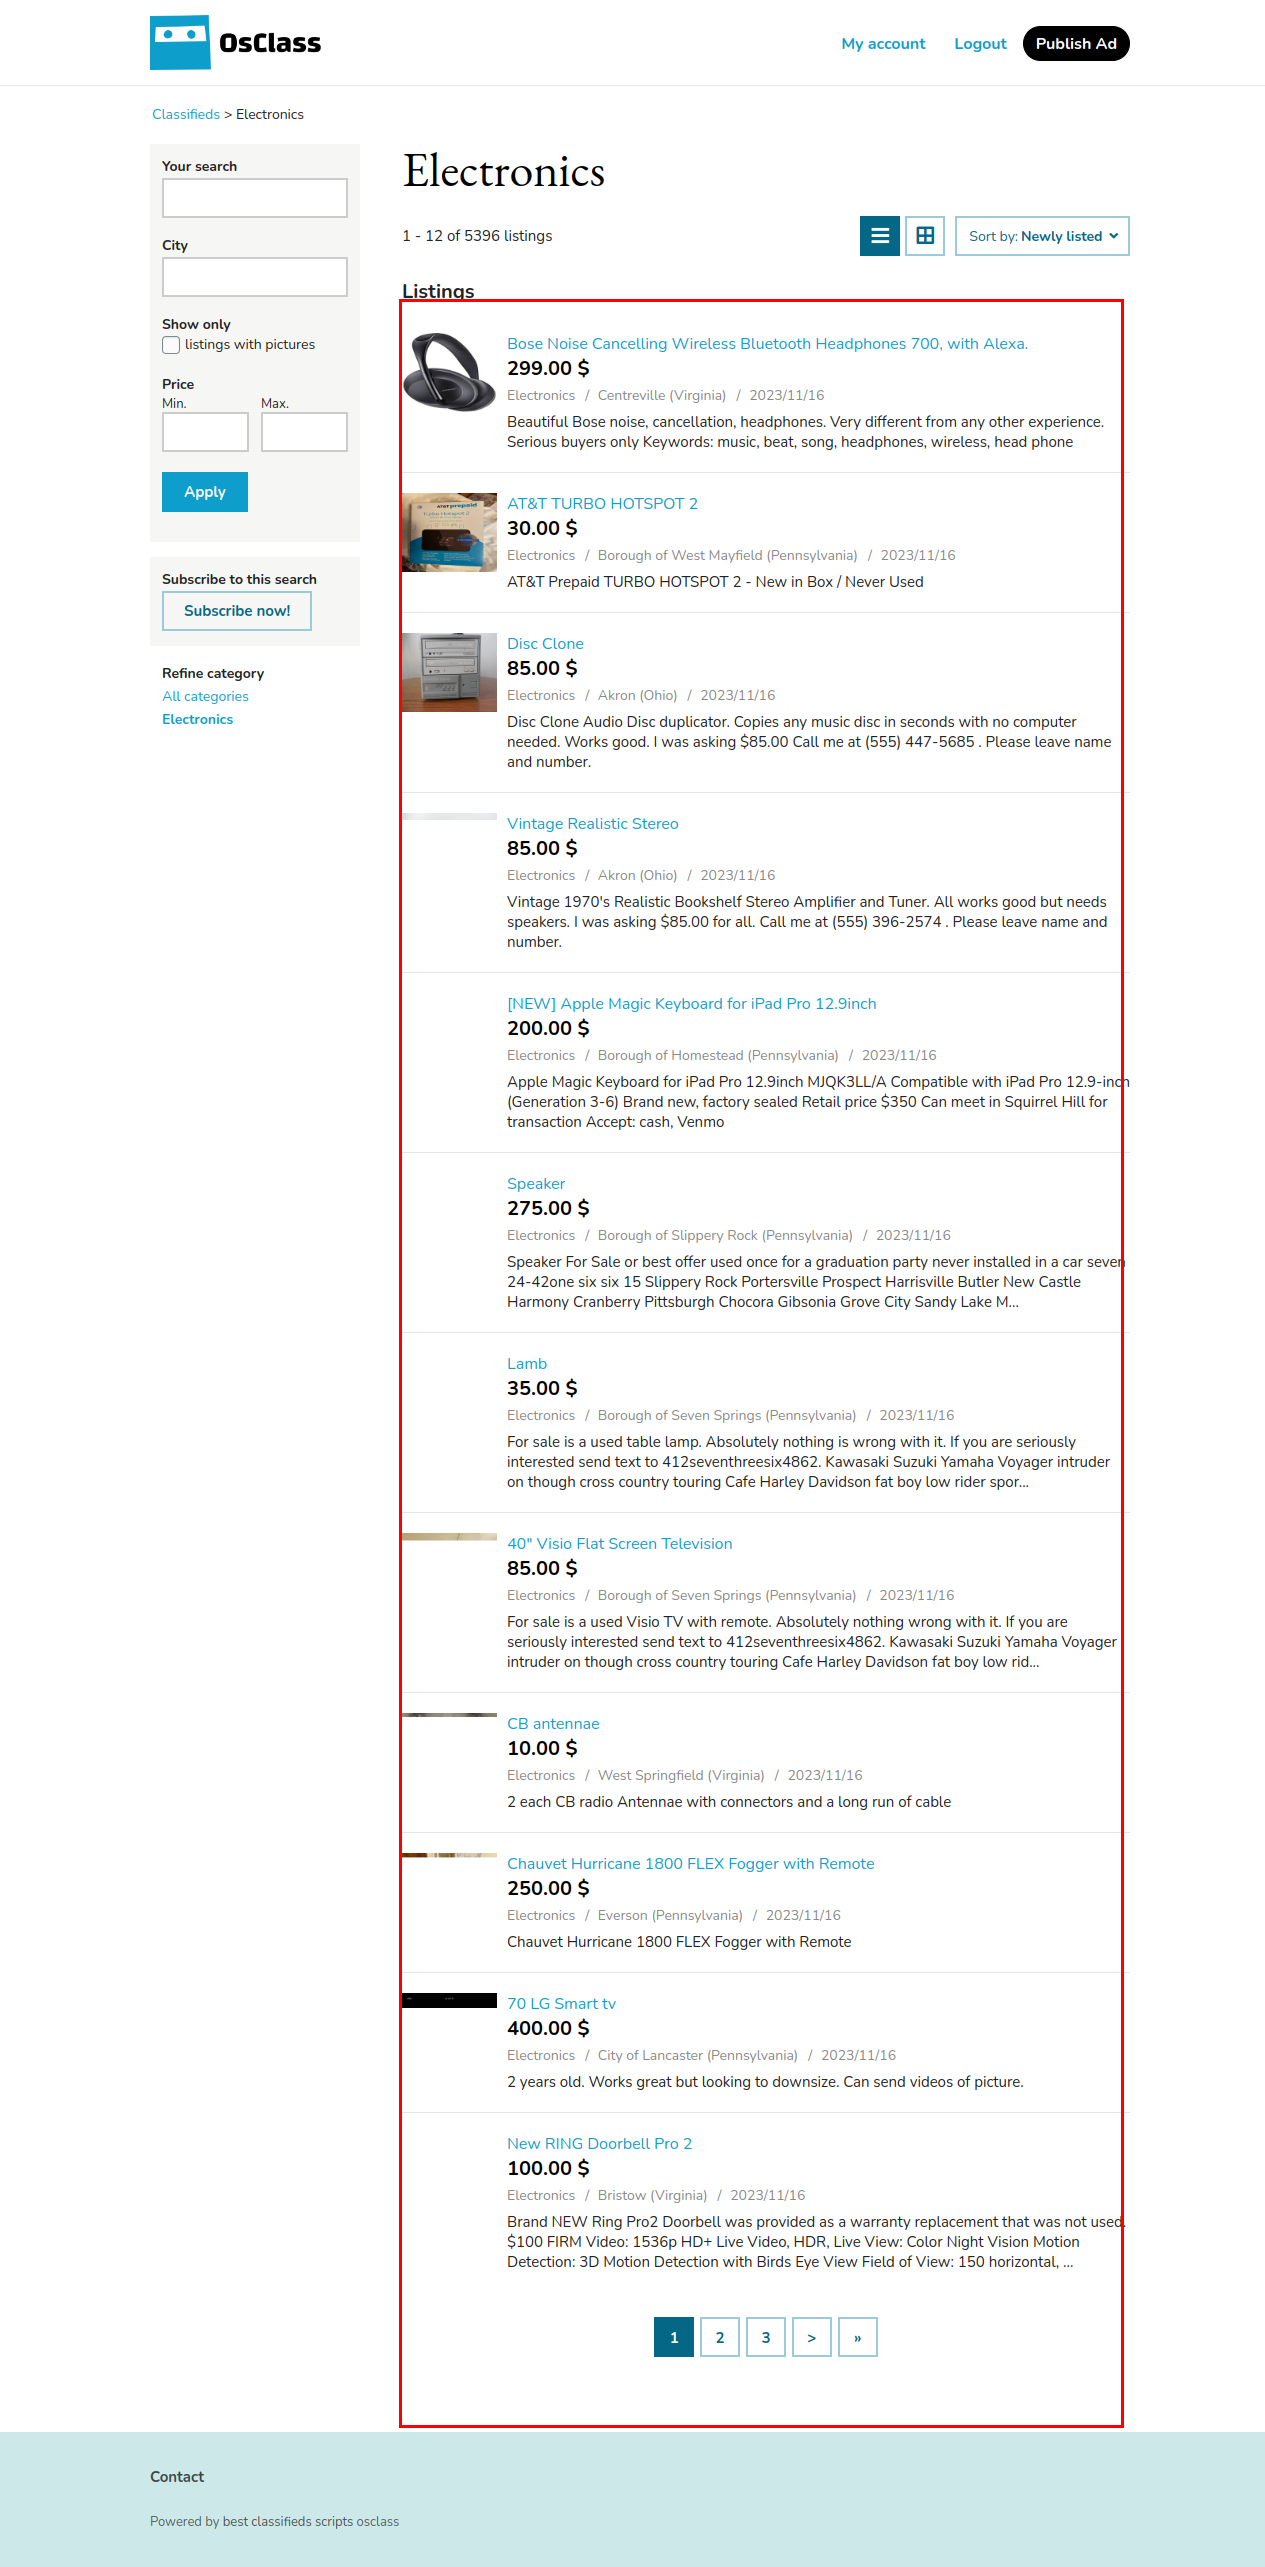 OsClass
My account
Logout
Publish Ad
Classifieds > Electronics
Your search
City
Show only
listings with pictures
Price
Min.
Max.
Apply
Subscribe to this search
Subscribe now!
Refine category
All categories
Electronics
Electronics
1 - 12 of 5396 listings
Sort by: Newly listed
Listings
Bose Noise Cancelling Wireless Bluetooth Headphones 700, with Alexa.
299.00 $
Electronics / Centreville (Virginia) / 2023/11/16
Beautiful Bose noise, cancellation, headphones. Very different from any other experience.
Serious buyers only Keywords: music, beat, song, headphones, wireless, head phone
AT&T TURBO HOTSPOT 2
30.00 $
Electronics / Borough of West Mayfield (Pennsylvania) / 2023/11/16
AT&T Prepaid TURBO HOTSPOT 2 - New in Box / Never Used
Disc Clone
85.00 $
Electronics / Akron (Ohio) / 2023/11/16
Disc Clone Audio Disc duplicator. Copies any music disc in seconds with no computer
needed. Works good. I was asking $85.00 Call me at (555) 447-5685 . Please leave name
and number.
Vintage Realistic Stereo
85.00 $
Electronics / Akron (Ohio) / 2023/11/16
Vintage 1970's Realistic Bookshelf Stereo Amplifier and Tuner. All works good but needs
speakers. I was asking $85.00 for all. Call me at (555) 396-2574 . Please leave name and
number.
[NEW] Apple Magic Keyboard for iPad Pro 12.9inch
200.00 $
Electronics / Borough of Homestead (Pennsylvania) / 2023/11/16
Apple Magic Keyboard for iPad Pro 12.9inch MJQK3LL/A Compatible with iPad Pro 12.9-inch
(Generation 3-6) Brand new, factory sealed Retail price $350 Can meet in Squirrel Hill for
transaction Accept: cash, Venmo
Speaker
275.00 $
Electronics / Borough of Slippery Rock (Pennsylvania) / 2023/11/16
Speaker For Sale or best offer used once for a graduation party never installed in a car seven
24-42one six six 15 Slippery Rock Portersville Prospect Harrisville Butler New Castle
Harmony Cranberry Pittsburgh Chocora Gibsonia Grove City Sandy Lake M...
Lamb
35.00 $
Electronics / Borough of Seven Springs (Pennsylvania) / 2023/11/16
For sale is a used table lamp. Absolutely nothing is wrong with it. If you are seriously
interested send text to 412seventhreesix4862. Kawasaki Suzuki Yamaha Voyager intruder
on though cross country touring Cafe Harley Davidson fat boy low rider spor...
40" Visio Flat Screen Television
85.00 $
Electronics / Borough of Seven Springs (Pennsylvania) / 2023/11/16
For sale is a used Visio TV with remote. Absolutely nothing wrong with it. If you are
seriously interested send text to 412seventhreesix4862. Kawasaki Suzuki Yamaha Voyager
intruder on though cross country touring Cafe Harley Davidson fat boy low rid...
CB antennae
10.00 $
Electronics / West Springfield (Virginia) / 2023/11/16
2 each CB radio Antennae with connectors and a long run of cable
Chauvet Hurricane 1800 FLEX Fogger with Remote
250.00 $
Electronics / Everson (Pennsylvania) / 2023/11/16
Chauvet Hurricane 1800 FLEX Fogger with Remote
70 LG Smart tv
400.00 $
Electronics / City of Lancaster (Pennsylvania) / 2023/11/16
2 years old. Works great but looking to downsize. Can send videos of picture.
New RING Doorbell Pro 2
100.00 $
Electronics / Bristow (Virginia) / 2023/11/16
Brand NEW Ring Pro2 Doorbell was provided as a warranty replacement that was not used.
$100 FIRM Video: 1536p HD+ Live Video, HDR, Live View: Color Night Vision Motion
Detection: 3D Motion Detection with Birds Eye View Field of View: 150 horizontal, ...
1 2 3 > »
Contact
Powered by best classifieds scripts osclass